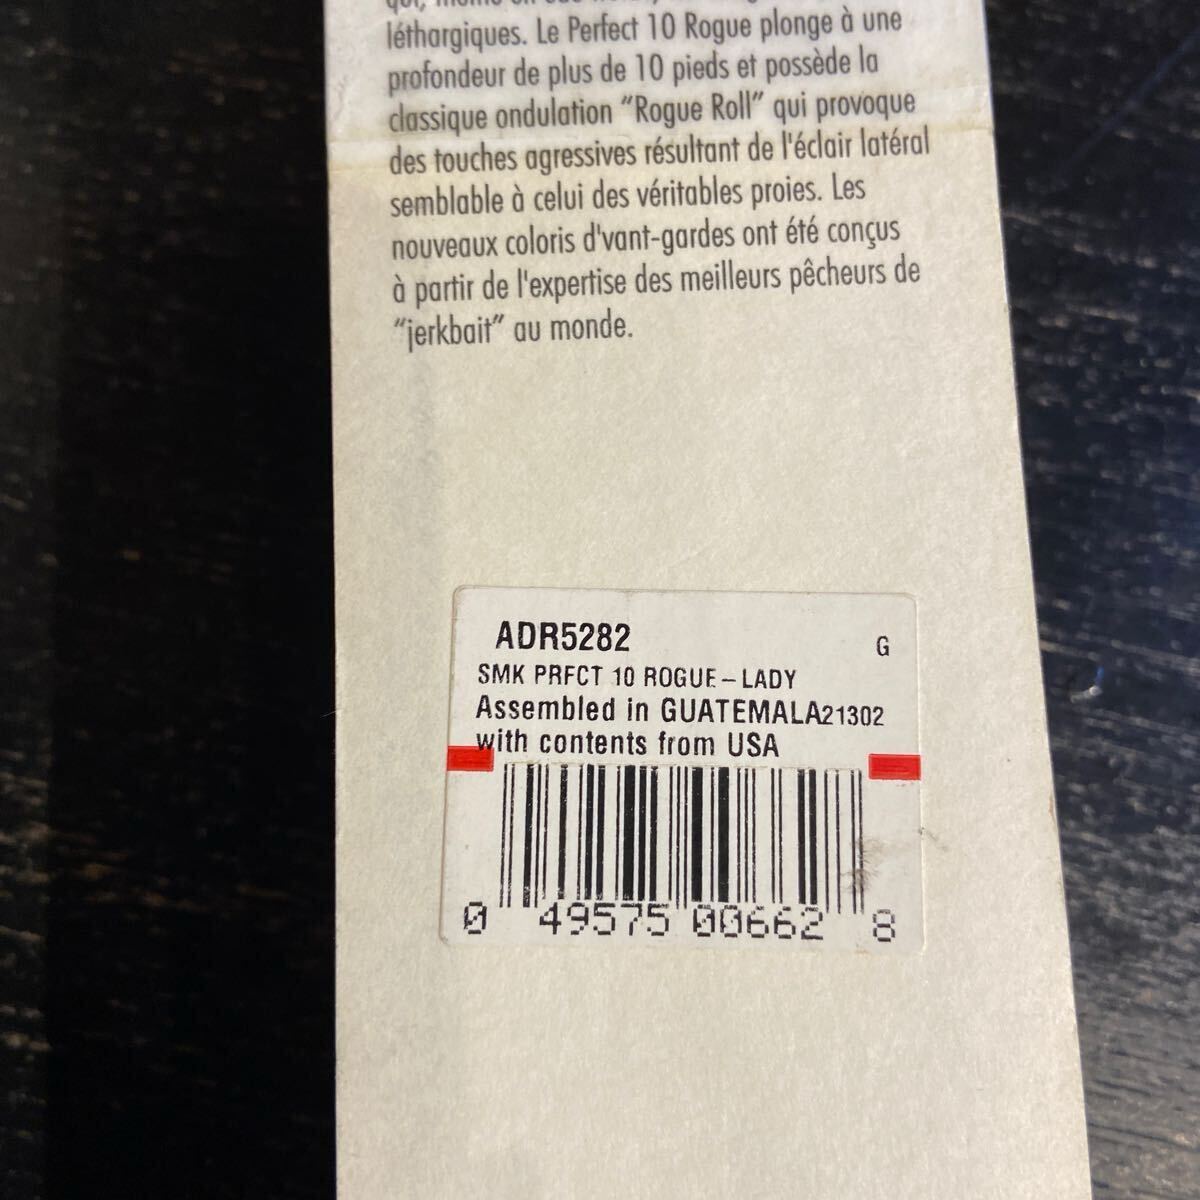 léthargiques. Le Perfect 10 Rogue plonge à une
profondeur de plus de 10 pieds et possède la
classique ondulation "Rogue Roll" qui provoque
des touches agressives résultant de l'éclair latéral
semblable à celui des véritables proies. Les
nouveaux coloris d'vant-gardes ont été conçus
à partir de l'expertise des meilleurs pêcheurs de
"jerkbait" au monde.
ADR5282 G
SMK PRFCT 10 ROGUE-LADY
Assembled in GUATEMALA21302
with contents from USA
0 49575 00662 8